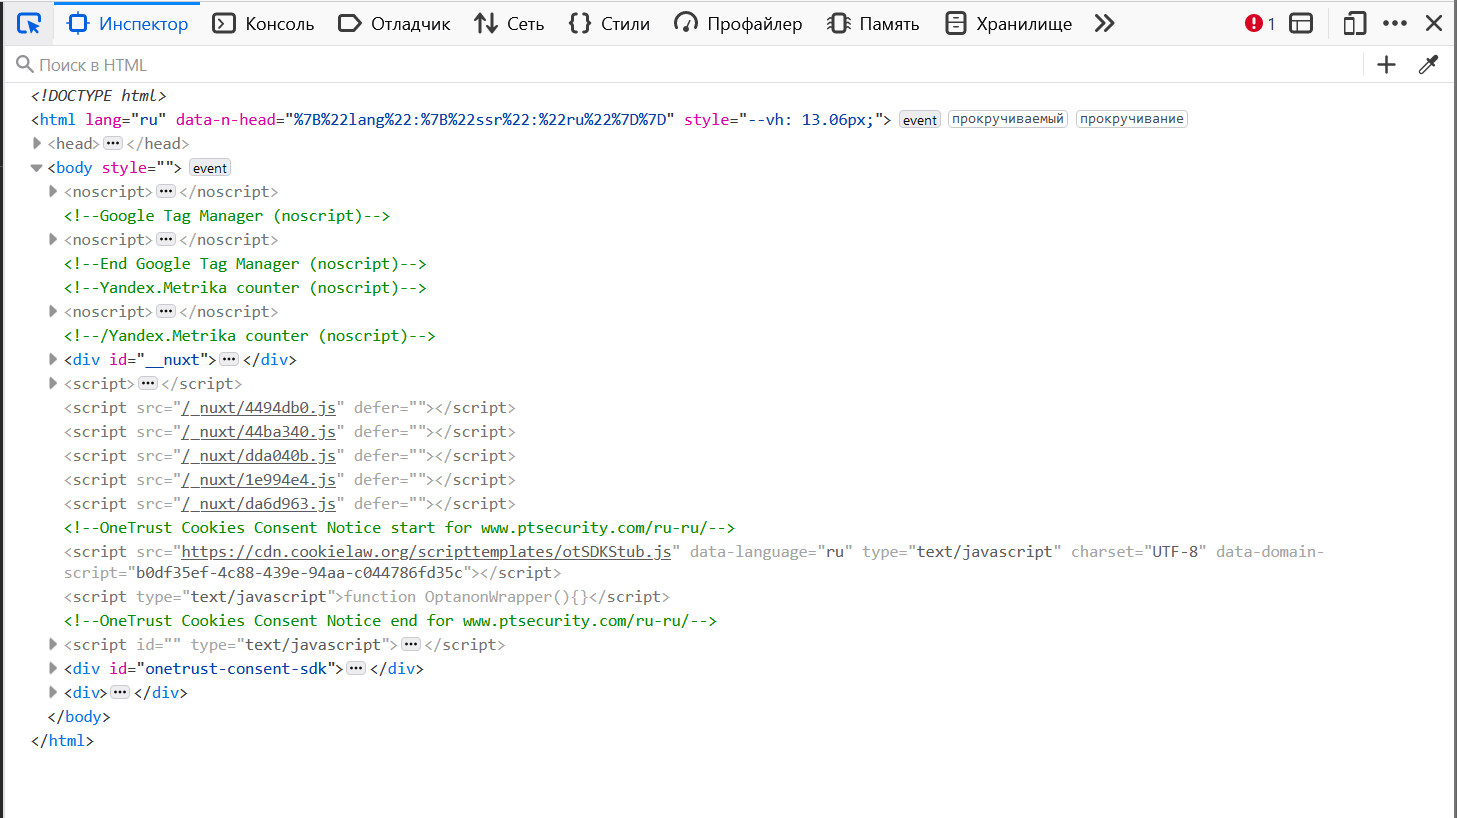 Инспектор Консоль Отладчик Сеть Стили Профайлер Память Хранилище 1
Поиск в HTML
<!DOCTYPE html>
<html lang="ru" data-n-head="%7B%22lang%22:%7B%22ssr%22:%22ru%22%7D%7D" style="--vh: 13.06px;"> event прокручиваемый прокручивание
<head> ··· </head>
<body style=""> event
<noscript> ··· </noscript>
<!--Google Tag Manager (noscript)-->
<noscript> ··· </noscript>
<!--End Google Tag Manager (noscript)-->
<!--Yandex.Metrika counter (noscript)-->
<noscript> ··· </noscript>
<!--/Yandex.Metrika counter (noscript)-->
<div id="__nuxt"> ··· </div>
<script> ··· </script>
<script src="/_nuxt/4494db0.js" defer=""></script>
<script src="/_nuxt/44ba340.js" defer=""></script>
<script src="/_nuxt/dda040b.js" defer=""></script>
<script src="/_nuxt/1e994e4.js" defer=""></script>
<script src="/_nuxt/da6d963.js" defer=""></script>
<!--OneTrust Cookies Consent Notice start for www.ptsecurity.com/ru-ru/-->
<script src="https://cdn.cookielaw.org/scripttemplates/otSDKStub.js" data-language="ru" type="text/javascript" charset="UTF-8" data-domain-
script="b0df35ef-4c88-439e-94aa-c044786fd35c"></script>
<script type="text/javascript">function OptanonWrapper(){}</script>
<!--OneTrust Cookies Consent Notice end for www.ptsecurity.com/ru-ru/-->
<script id="" type="text/javascript"> ··· </script>
<div id="onetrust-consent-sdk"> ··· </div>
<div> ··· </div>
</body>
</html>